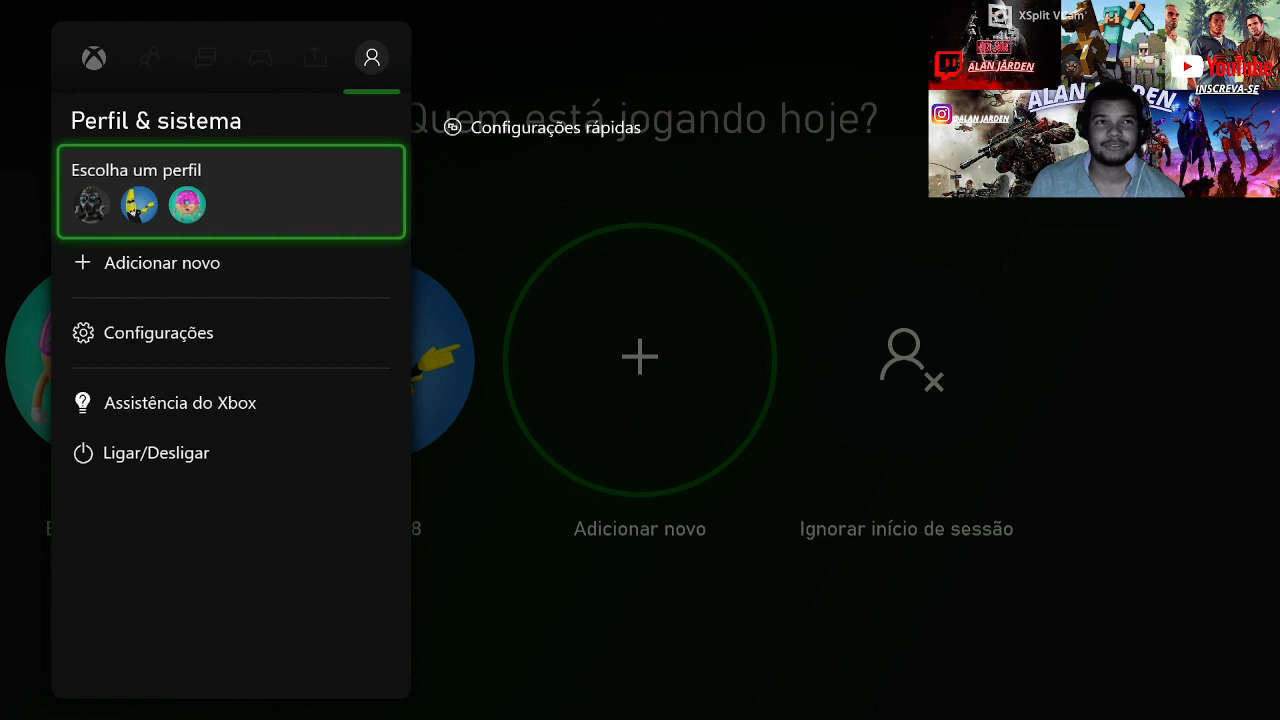 Perfil & sistema
Escolha um perfil
Adicionar novo
Configurações
Assistência do Xbox
Ligar/Desligar
Quem está jogando hoje?
Configurações rápidas
8
Adicionar novo
Ignorar início de sessão
XSplit VCam
ALAN JARDEN
YouTube
INSCREVA-SE
ALAN JARDEN
@ALAN JARDEN